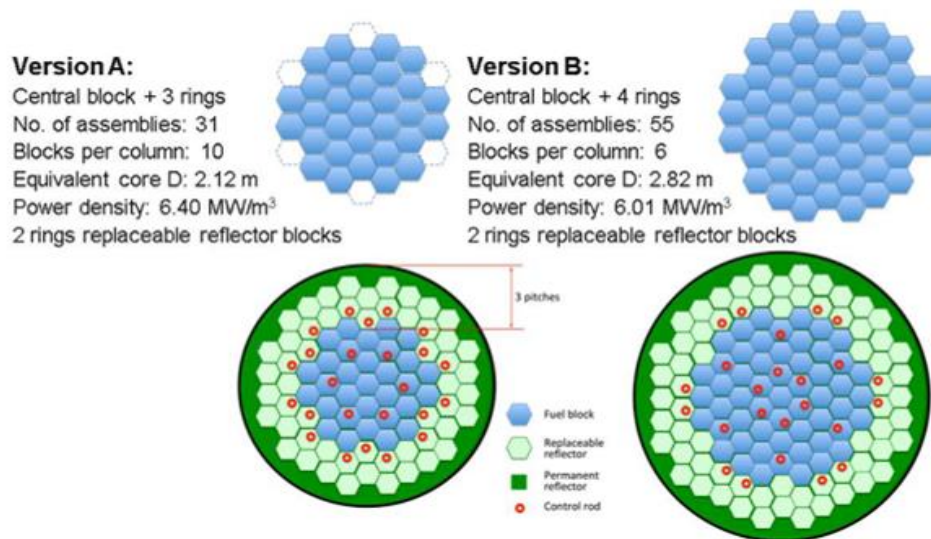 Version A:
Central block + 3 rings
No. of assemblies: 31
Blocks per column: 10
Equivalent core D: 2.12 m
Power density: 6.40 MW/m³
2 rings replaceable reflector blocks
Version B:
Central block + 4 rings
No. of assemblies: 55
Blocks per column: 6
Equivalent core D: 2.82 m
Power density: 6.01 MW/m³
2 rings replaceable reflector blocks
3 pitches
Fuel block
Replaceable
reflector
Permanent
reflector
Control rod